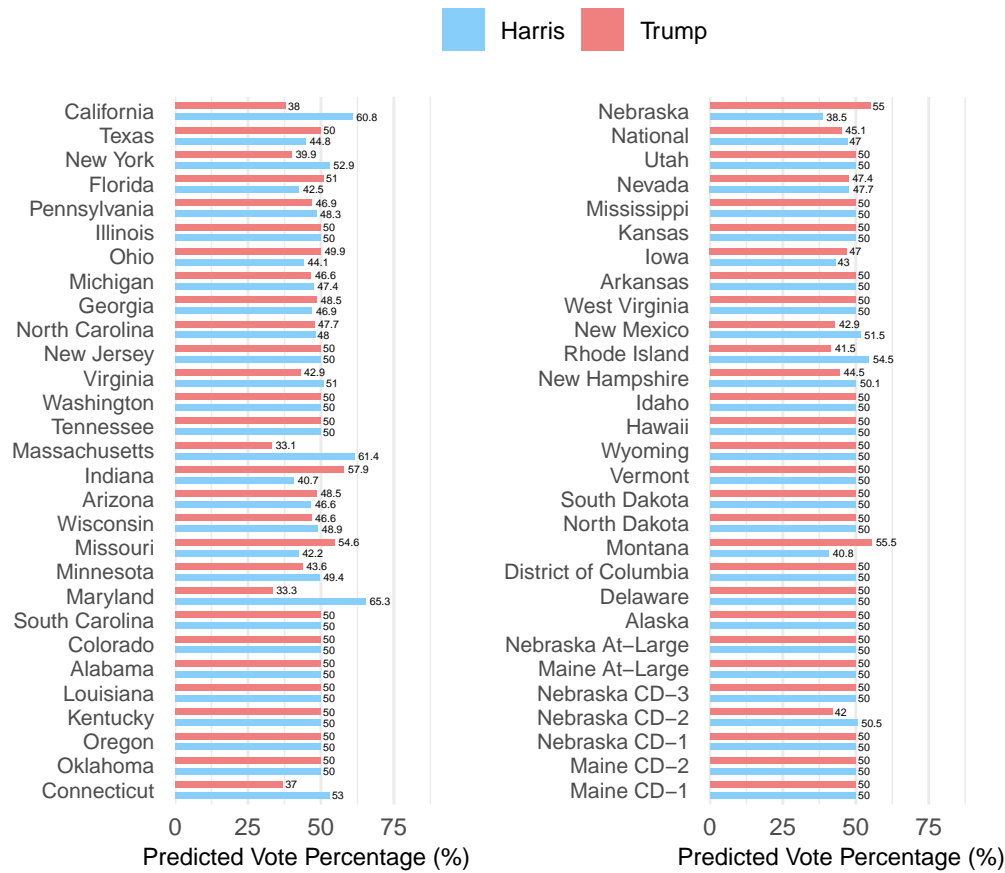 Harris Trump
California 38
60.8
Texas 50
44.8
New York 39.9
52.9
Florida 51
42.5
Pennsylvania 46.9
48.3
Illinois 50
50
Ohio 49.9
44.1
Michigan 46.6
47.4
Georgia 48.5
46.9
North Carolina 47.7
48
New Jersey 50
50
Virginia 42.9
51
Washington 50
50
Tennessee 50
50
Massachusetts 33.1
61.4
Indiana 57.9
40.7
Arizona 48.5
46.6
Wisconsin 46.6
48.9
Missouri 54.6
42.2
Minnesota 43.6
49.4
Maryland 33.3
65.3
South Carolina 50
50
Colorado 50
50
Alabama 50
50
Louisiana 50
50
Kentucky 50
50
Oregon 50
50
Oklahoma 50
50
Connecticut 37
53
0 25 50 75
Predicted Vote Percentage (%)
Nebraska 55
38.5
National 45.1
47
Utah 50
50
Nevada 47.4
47.7
Mississippi 50
50
Kansas 50
50
Iowa 47
43
Arkansas 50
50
West Virginia 50
50
New Mexico 42.9
51.5
Rhode Island 41.5
54.5
New Hampshire 44.5
50.1
Idaho 50
50
Hawaii 50
50
Wyoming 50
50
Vermont 50
50
South Dakota 50
50
North Dakota 50
50
Montana 55.5
40.8
District of Columbia 50
50
Delaware 50
50
Alaska 50
50
Nebraska At−Large 50
50
Maine At−Large 50
50
Nebraska CD−3 50
50
Nebraska CD−2 42
50.5
Nebraska CD−1 50
50
Maine CD−2 50
50
Maine CD−1 50
50
0 25 50 75
Predicted Vote Percentage (%)